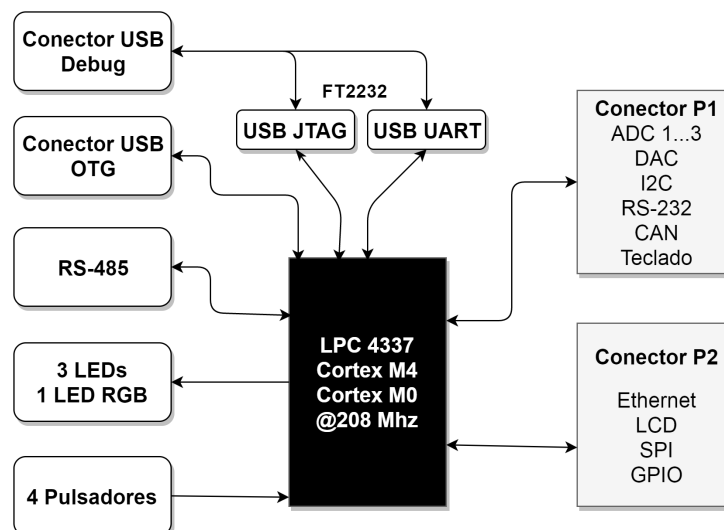 Conector USB
Debug
FT2232
USB JTAG
USB UART
Conector USB
OTG
RS-485
3 LEDs
1 LED RGB
4 Pulsadores
LPC 4337
Cortex M4
Cortex M0
@208 Mhz
Conector P1
ADC 1...3
DAC
I2C
RS-232
CAN
Teclado
Conector P2
Ethernet
LCD
SPI
GPIO